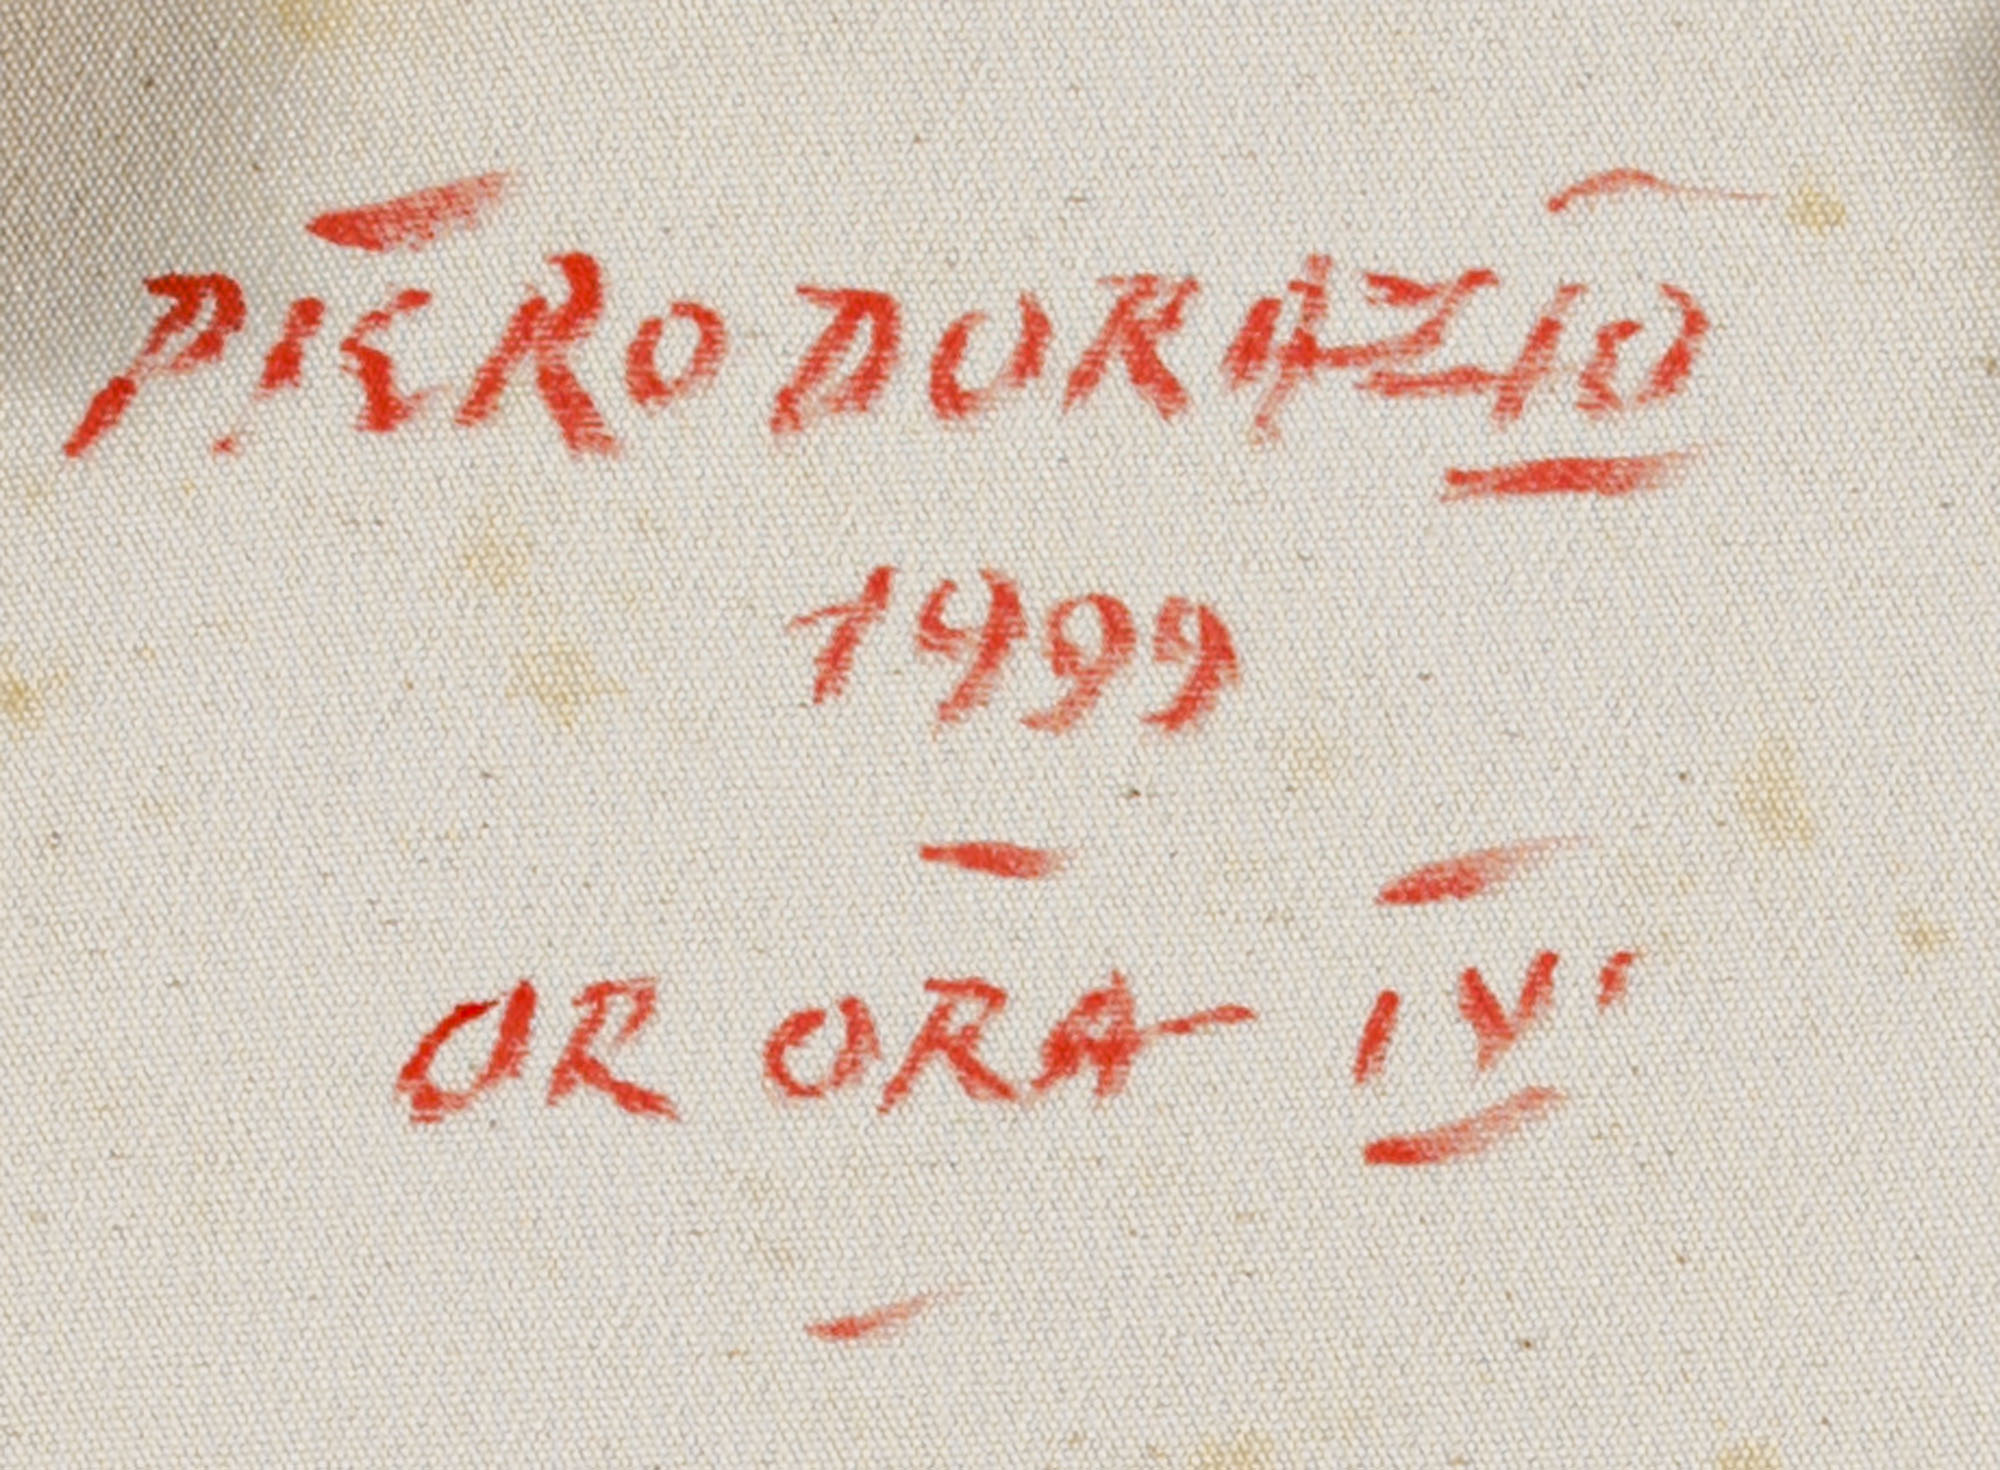 PIERO DORAZIO
1999
OR ORA - IV'